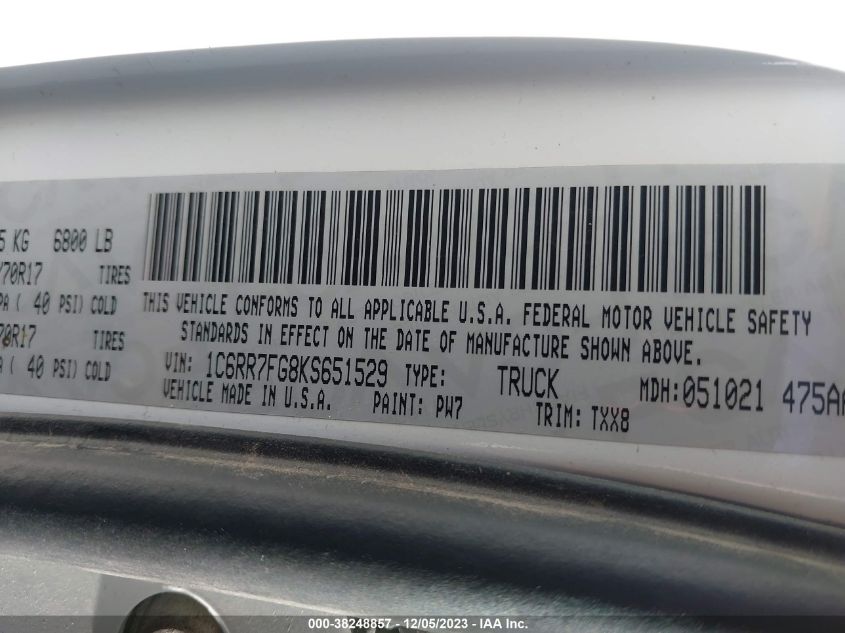 5 KG 6800 LB
/70R17 TIRES
PA ( 40 PSI) COLD
70R17 TIRES
A ( 40 PSI) COLD
THIS VEHICLE CONFORMS TO ALL APPLICABLE U.S.A. FEDERAL MOTOR VEHICLE SAFETY
STANDARDS IN EFFECT ON THE DATE OF MANUFACTURE SHOWN ABOVE.
VIN: 1C6RR7FG8KS651529 TYPE: TRUCK MDH:051021 475A
VEHICLE MADE IN U.S.A. PAINT: PW7 TRIM: TXX8
000-38248857 - 12/05/2023 - IAA Inc.